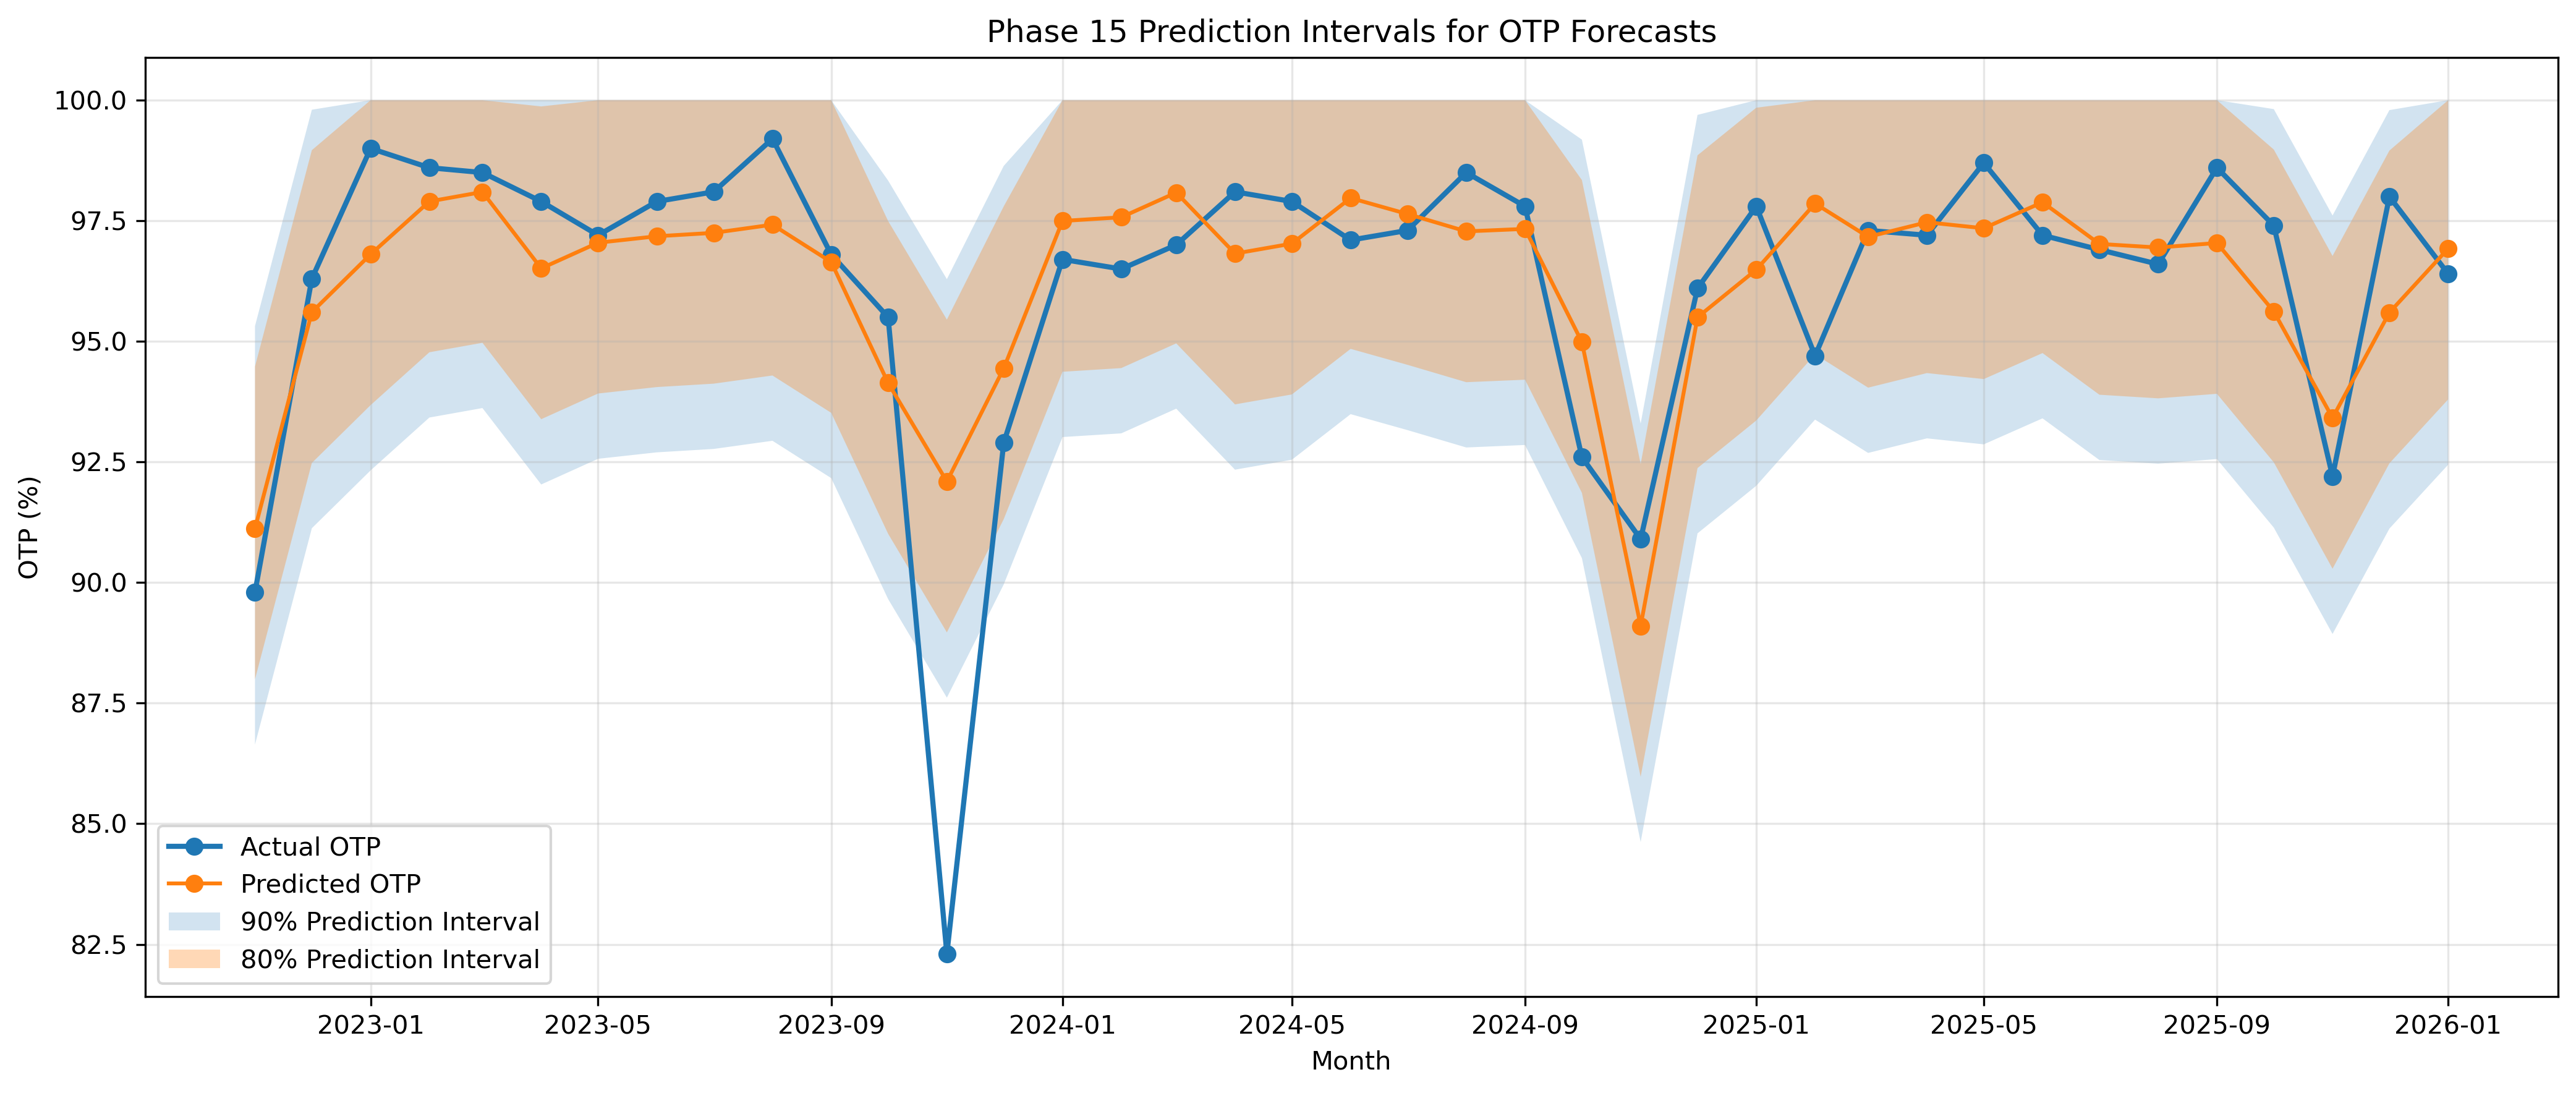 Phase 15 Prediction Intervals for OTP Forecasts
OTP (%)
100.0
97.5
95.0
92.5
90.0
87.5
85.0
82.5
Actual OTP
Predicted OTP
90% Prediction Interval
80% Prediction Interval
2023-01 2023-05 2023-09 2024-01 2024-05 2024-09 2025-01 2025-05 2025-09 2026-01
Month